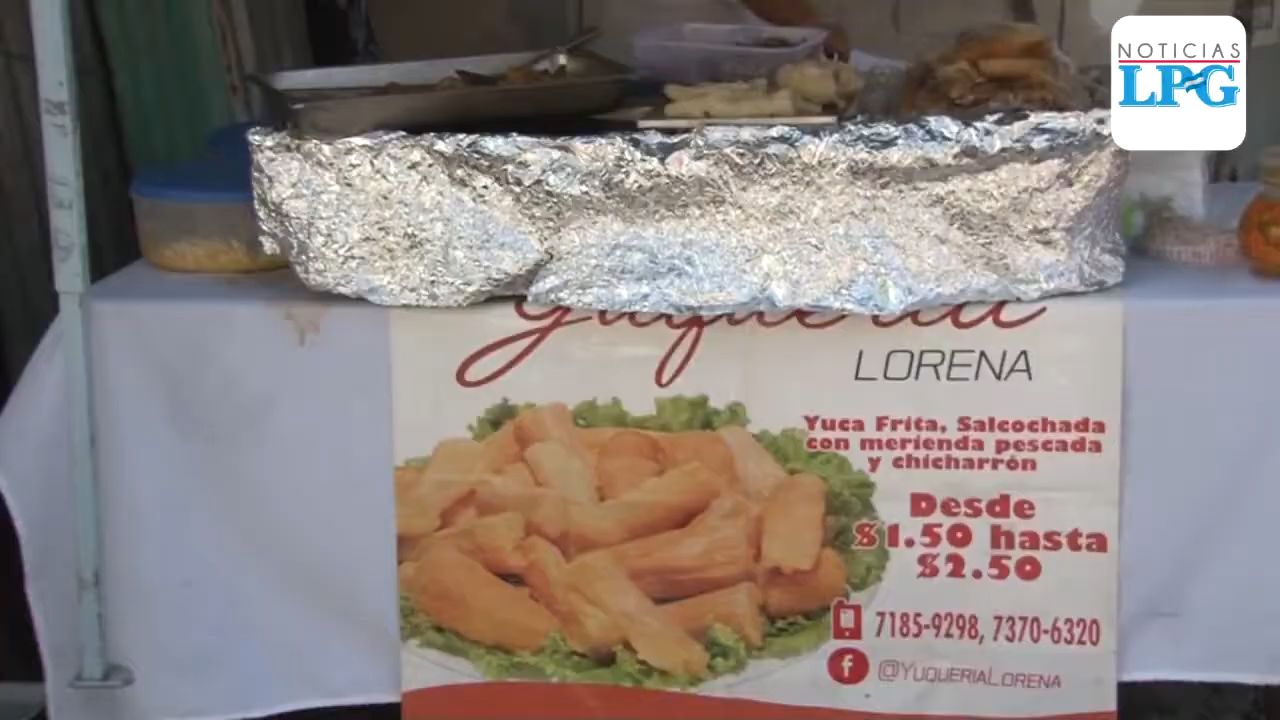 NOTICIAS
LPG
Yuquería
LORENA
Yuca Frita, Salcochada
con merienda pescada
y chicharrón
Desde
$1.50 hasta
$2.50
7185-9298, 7370-6320
f @YUQUERIALORENA